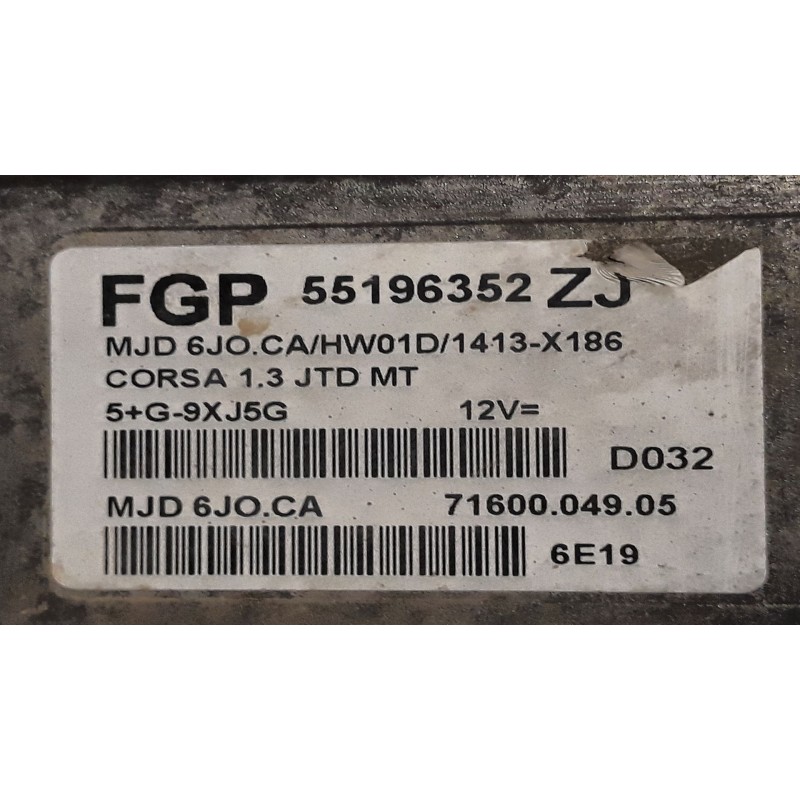 FGP 55196352 ZJ
MJD 6JO.CA/HW01D/1413-X186
CORSA 1.3 JTD MT
5+G-9XJ5G 12V=
D032
MJD 6JO.CA 71600.049.05
6E19